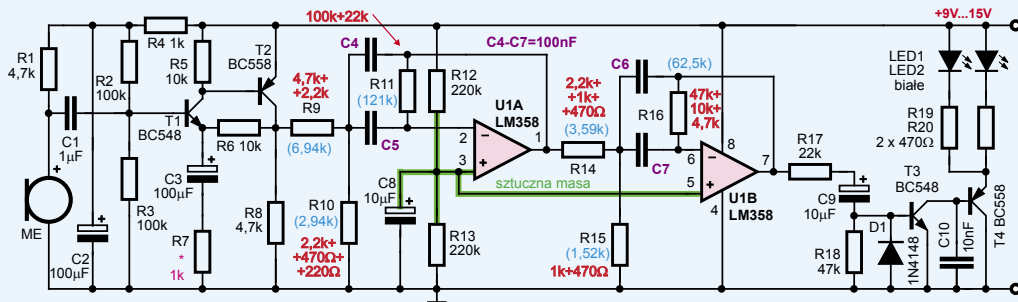 100k+22k
+9V...15V
R4 1k
T2
BC558
C4
C4-C7=100nF
LED1
LED2
białe
R1
4,7k
R2
100k
R5
10k
4,7k+
+2,2k
R9
(6,94k)
R11
(121k)
R12
220k
2,2k+
+1k+
+470Ω
(3,59k)
C6
(62,5k)
R16
47k+
10k+
4,7k
R19
R20
2 x 470Ω
U1A
LM358
C1
1µF
+
T1
BC548
R6 10k
C5
2
3
1
−
+
R14
C7
6
5
7
8
4
−
+
U1B
LM358
R17
22k
T3
BC548
sztuczna masa
ME
C2
100µF
+
R3
100k
C3
100µF
+
R7
*
1k
R8
4,7k
R10
(2,94k)
2,2k+
+470Ω+
+220Ω
C8
10µF
+
R13
220k
R15
(1,52k)
1k+470Ω
C9
10µF
+
R18
47k
D1
1N4148
C10
10nF
T4 BC558